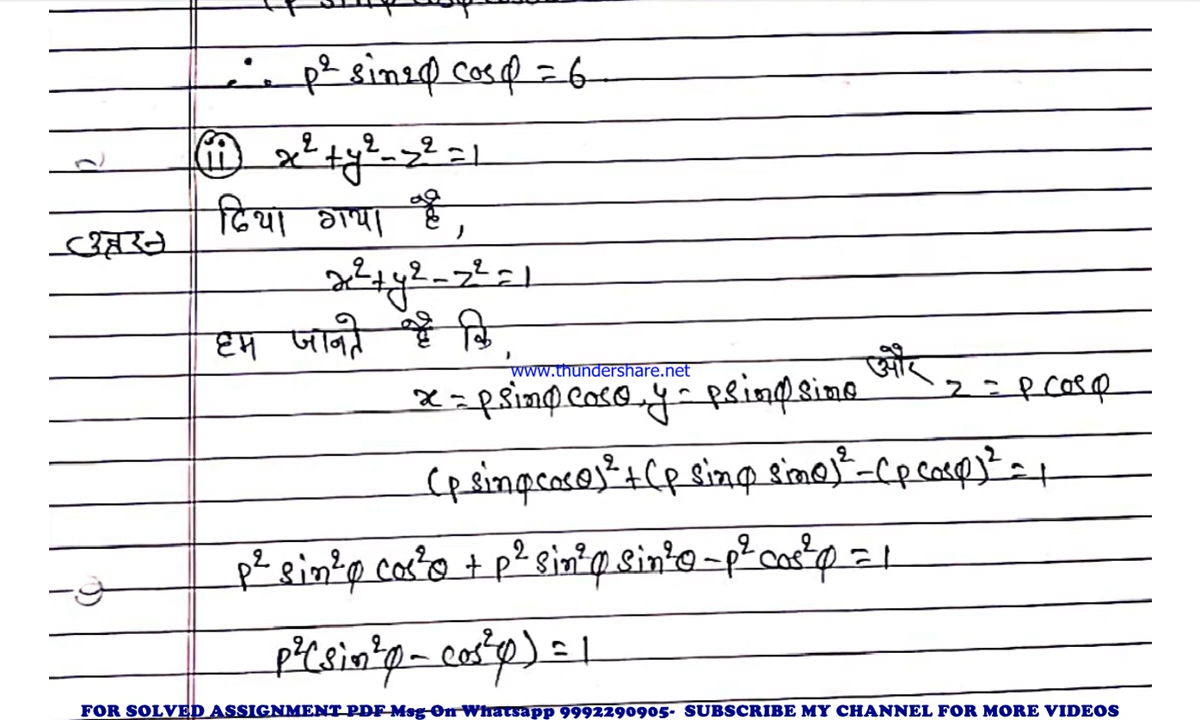 ∴ p² sin2φ cosφ = 6
(ii) x² + y² - z² = 1
दिया गया है,
उत्तर→
x² + y² - z² = 1
हम जानते है कि,
www.thundershare.net
x = p sinφ cosθ, y = p sinφ sinθ और z = p cosφ
(p sinφ cosθ)² + (p sinφ sinθ)² - (p cosφ)² = 1
p² sin²φ cos²θ + p² sin²φ sin²θ - p² cos²φ = 1
p²(sin²φ - cos²φ) = 1
FOR SOLVED ASSIGNMENT PDF Msg On Whatsapp 9992290905- SUBSCRIBE MY CHANNEL FOR MORE VIDEOS